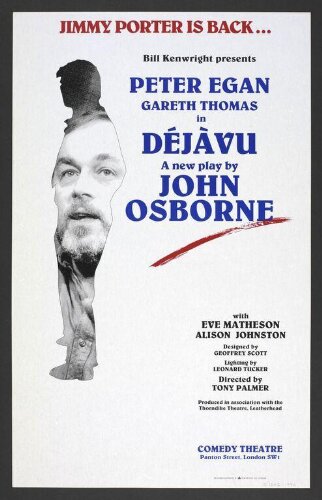 JIMMY PORTER IS BACK...
Bill Kenwright presents
PETER EGAN
GARETH THOMAS
in
DÉJÀVU
A new play by
JOHN
OSBORNE
with
EVE MATHESON
ALISON JOHNSTON
Designed by
GEOFFREY SCOTT
Lighting by
LEONARD TUCKER
Directed by
TONY PALMER
Produced in association with the
Thorndike Theatre, Leatherhead
COMEDY THEATRE
Panton Street, London SW1